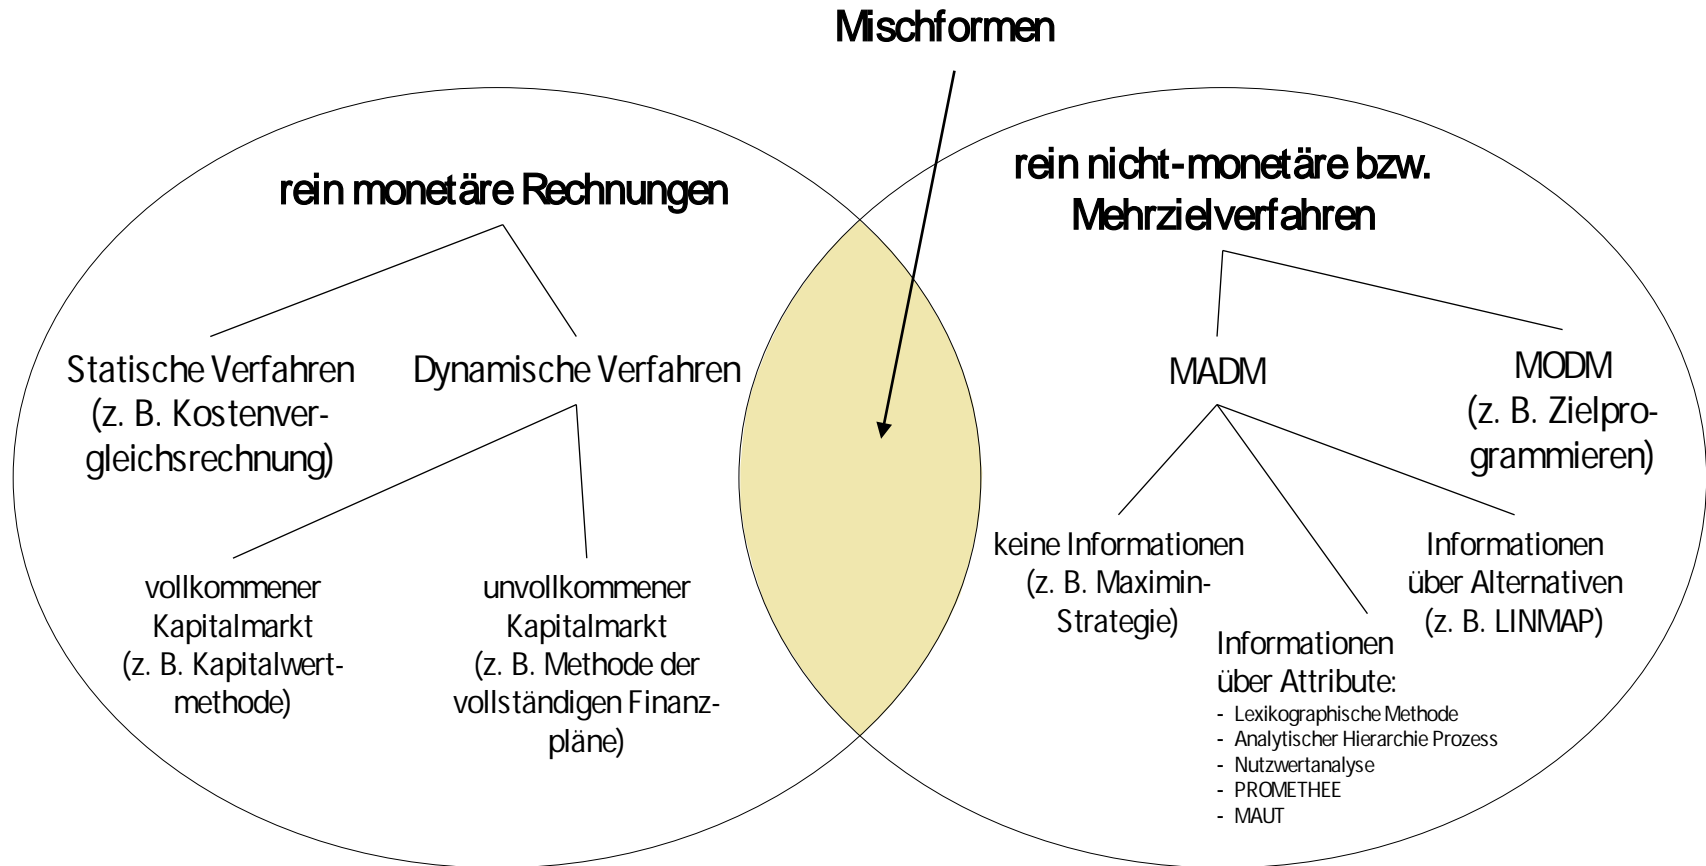 Mischformen
rein monetäre Rechnungen
rein nicht-monetäre bzw.
Mehrzielverfahren
Statische Verfahren
(z. B. Kostenver-
gleichsrechnung)
Dynamische Verfahren
MADM
MODM
(z. B. Zielpro-
grammieren)
vollkommener
Kapitalmarkt
(z. B. Kapitalwert-
methode)
unvollkommener
Kapitalmarkt
(z. B. Methode der
vollständigen Finanz-
pläne)
keine Informationen
(z. B. Maximin-
Strategie)
Informationen
über Attribute:
- Lexikographische Methode
- Analytischer Hierarchie Prozess
- Nutzwertanalyse
- PROMETHEE
- MAUT
Informationen
über Alternativen
(z. B. LINMAP)